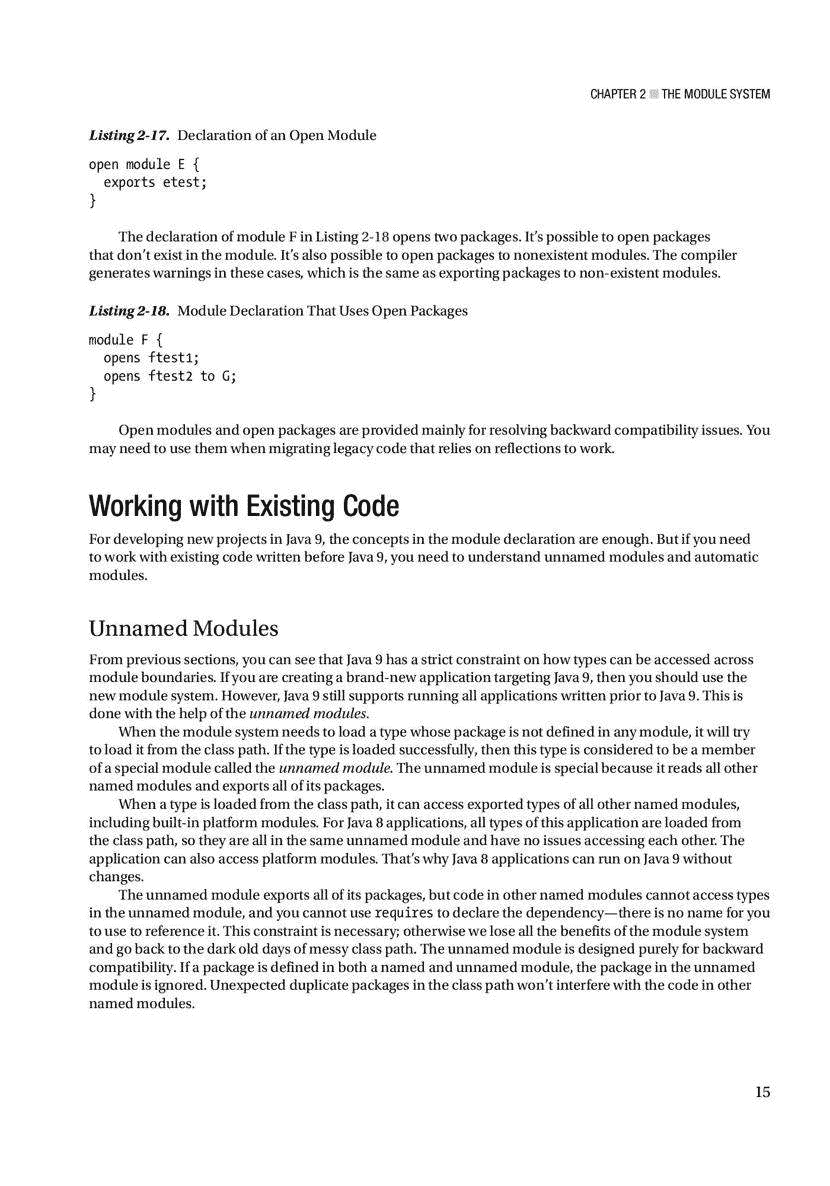 CHAPTER 2 ■ THE MODULE SYSTEM
Listing 2-17. Declaration of an Open Module
open module E {
  exports etest;
}
The declaration of module F in Listing 2-18 opens two packages. It’s possible to open packages
that don’t exist in the module. It’s also possible to open packages to nonexistent modules. The compiler
generates warnings in these cases, which is the same as exporting packages to non-existent modules.
Listing 2-18. Module Declaration That Uses Open Packages
module F {
  opens ftest1;
  opens ftest2 to G;
}
Open modules and open packages are provided mainly for resolving backward compatibility issues. You
may need to use them when migrating legacy code that relies on reflections to work.
Working with Existing Code
For developing new projects in Java 9, the concepts in the module declaration are enough. But if you need
to work with existing code written before Java 9, you need to understand unnamed modules and automatic
modules.
Unnamed Modules
From previous sections, you can see that Java 9 has a strict constraint on how types can be accessed across
module boundaries. If you are creating a brand-new application targeting Java 9, then you should use the
new module system. However, Java 9 still supports running all applications written prior to Java 9. This is
done with the help of the unnamed modules.
When the module system needs to load a type whose package is not defined in any module, it will try
to load it from the class path. If the type is loaded successfully, then this type is considered to be a member
of a special module called the unnamed module. The unnamed module is special because it reads all other
named modules and exports all of its packages.
When a type is loaded from the class path, it can access exported types of all other named modules,
including built-in platform modules. For Java 8 applications, all types of this application are loaded from
the class path, so they are all in the same unnamed module and have no issues accessing each other. The
application can also access platform modules. That’s why Java 8 applications can run on Java 9 without
changes.
The unnamed module exports all of its packages, but code in other named modules cannot access types
in the unnamed module, and you cannot use requires to declare the dependency—there is no name for you
to use to reference it. This constraint is necessary; otherwise we lose all the benefits of the module system
and go back to the dark old days of messy class path. The unnamed module is designed purely for backward
compatibility. If a package is defined in both a named and unnamed module, the package in the unnamed
module is ignored. Unexpected duplicate packages in the class path won’t interfere with the code in other
named modules.
15